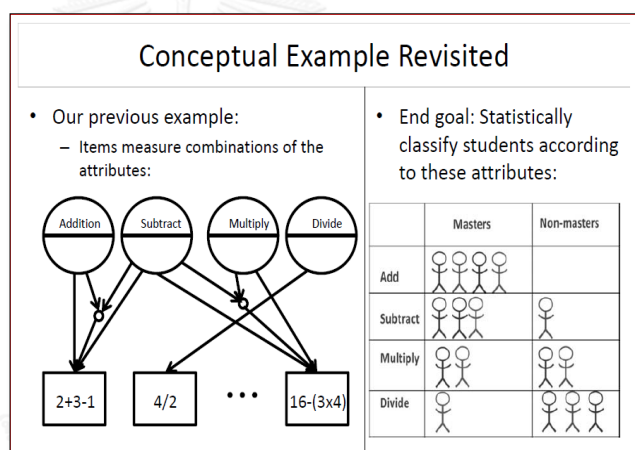 Conceptual Example Revisited
• Our previous example:
– Items measure combinations of the
attributes:
Addition Subtract Multiply Divide
2+3-1 4/2 • • • 16-(3x4)
• End goal: Statistically
classify students according
to these attributes:
Masters Non-masters
Add
Subtract
Multiply
Divide